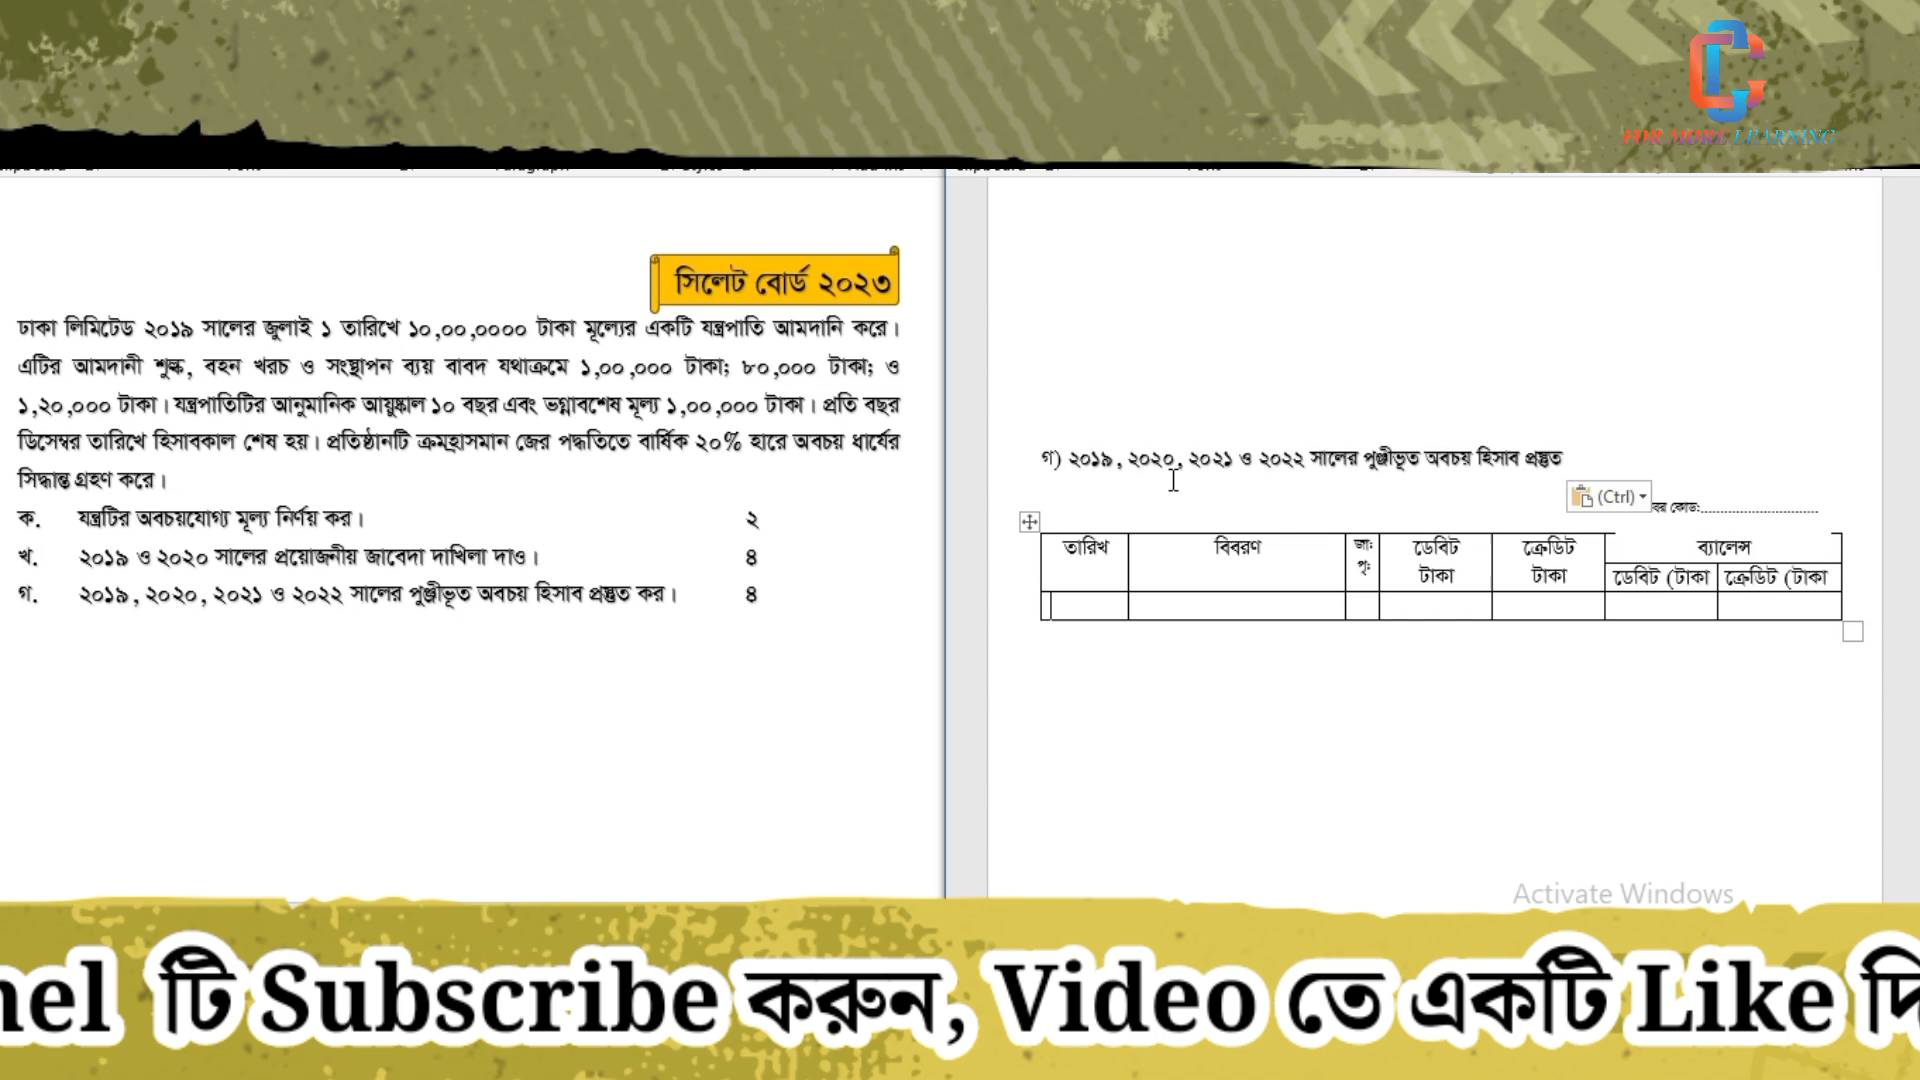 FOR MORE LEARNING
সিলেট বোর্ড ২০২৩
ঢাকা লিমিটেড ২০১৯ সালের জুলাই ১ তারিখে ১০,০০,০০০০ টাকা মূল্যের একটি যন্ত্রপাতি আমদানি করে।
এটির আমদানী শুল্ক, বহন খরচ ও সংস্থাপন ব্যয় বাবদ যথাক্রমে ১,০০,০০০ টাকা; ৮০,০০০ টাকা; ও
১,২০,০০০ টাকা। যন্ত্রপাতিটির আনুমানিক আয়ুষ্কাল ১০ বছর এবং ভগ্নাবশেষ মূল্য ১,০০,০০০ টাকা। প্রতি বছর
ডিসেম্বর তারিখে হিসাবকাল শেষ হয়। প্রতিষ্ঠানটি ক্রমহ্রাসমান জের পদ্ধতিতে বার্ষিক ২০% হারে অবচয় ধার্যের
সিদ্ধান্ত গ্রহণ করে।
ক. যন্ত্রটির অবচয়যোগ্য মূল্য নির্ণয় কর। ২
খ. ২০১৯ ও ২০২০ সালের প্রয়োজনীয় জাবেদা দাখিলা দাও। ৪
গ. ২০১৯, ২০২০, ২০২১ ও ২০২২ সালের পুঞ্জীভূত অবচয় হিসাব প্রস্তুত কর। ৪
গ) ২০১৯, ২০২০, ২০২১ ও ২০২২ সালের পুঞ্জীভূত অবচয় হিসাব প্রস্তুত
(Ctrl)
কোড:
তারিখ বিবরণ জা: পৃ: ডেবিট টাকা ক্রেডিট টাকা ব্যালেন্স
ডেবিট (টাকা ক্রেডিট (টাকা
Activate Windows
nel টি Subscribe করুন, Video তে একটি Like দি